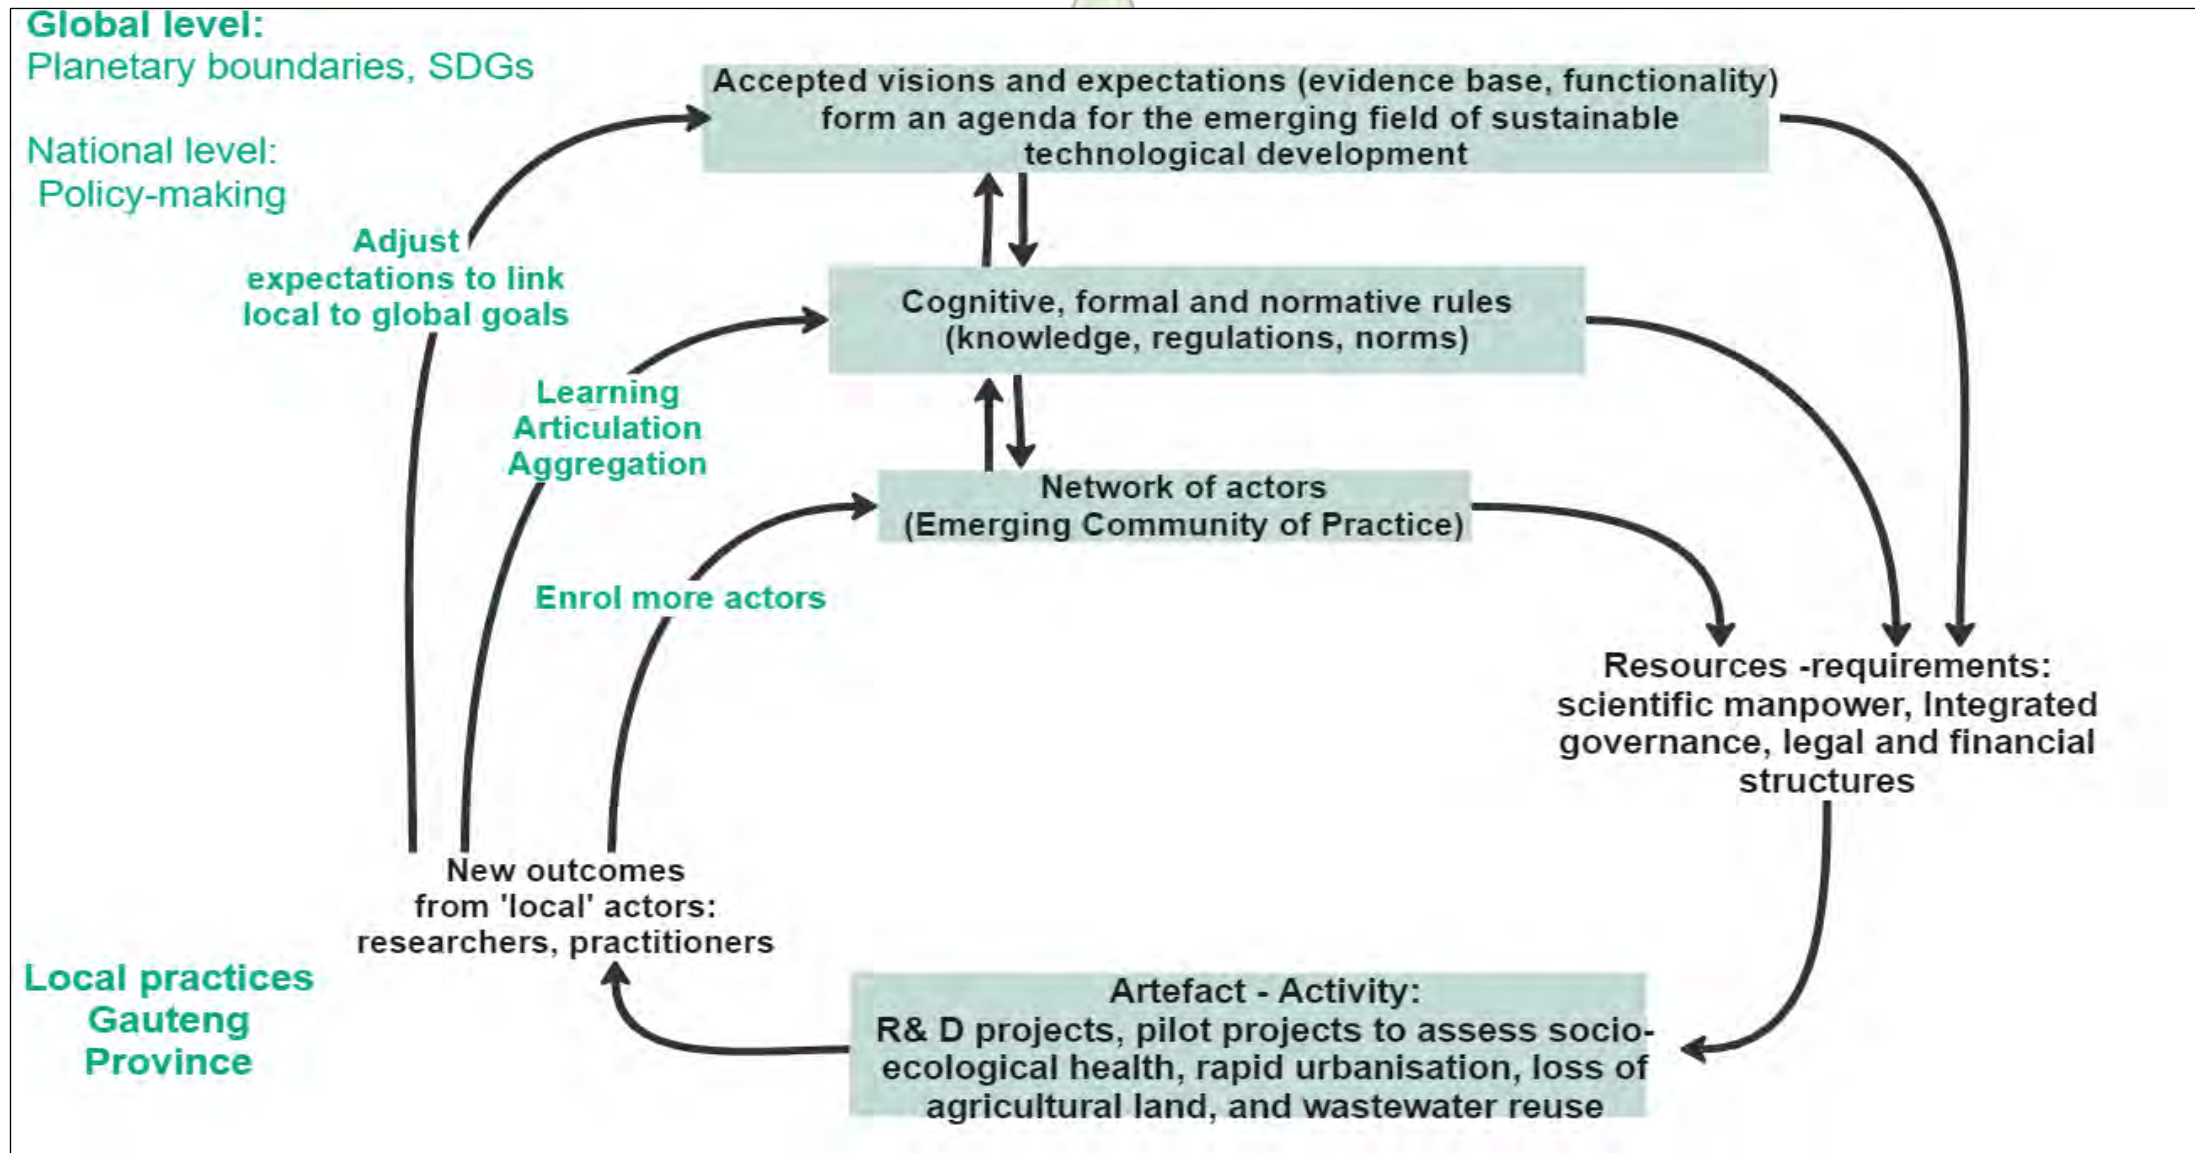 Global level:
Planetary boundaries, SDGs
National level:
Policy-making
Accepted visions and expectations (evidence base, functionality)
form an agenda for the emerging field of sustainable
technological development
Adjust
expectations to link
local to global goals
Cognitive, formal and normative rules
(knowledge, regulations, norms)
Learning
Articulation
Aggregation
Network of actors
(Emerging Community of Practice)
Enrol more actors
Resources -requirements:
scientific manpower, Integrated
governance, legal and financial
structures
New outcomes
from 'local' actors:
researchers, practitioners
Local practices
Gauteng
Province
Artefact - Activity:
R& D projects, pilot projects to assess socio-
ecological health, rapid urbanisation, loss of
agricultural land, and wastewater reuse